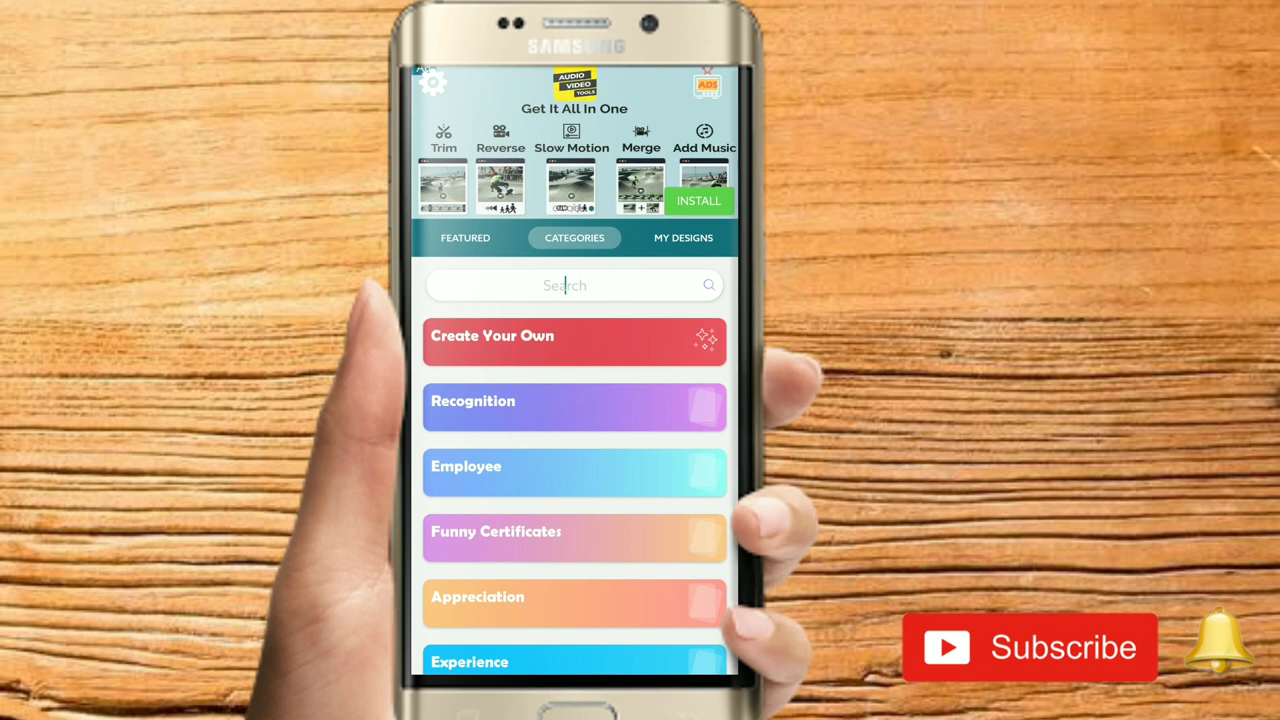 SAMSUNG
AUDIO
VIDEO
TOOLS
ADS
Get It All In One
Trim
Reverse
Slow Motion
Merge
Add Music
INSTALL
FEATURED
CATEGORIES
MY DESIGNS
Search
Create Your Own
Recognition
Employee
Funny Certificates
Appreciation
Experience
Subscribe